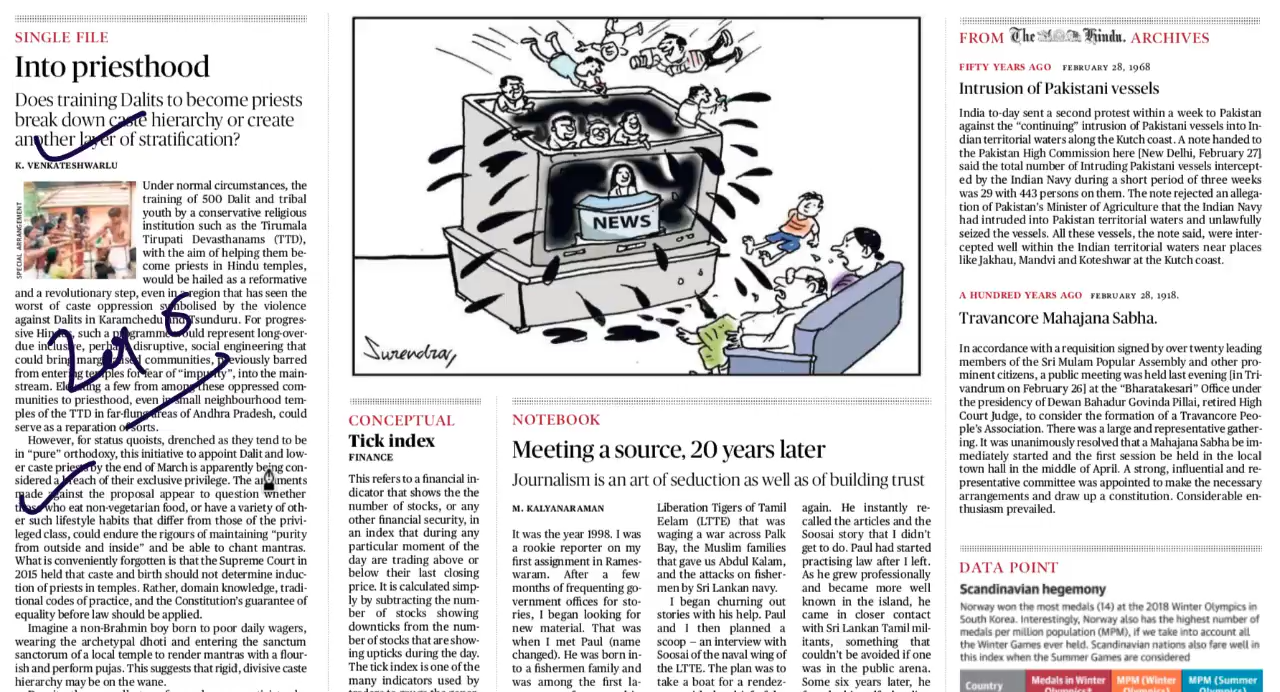 SINGLE FILE
Into priesthood
Does training Dalits to become priests
break down caste hierarchy or create
another layer of stratification?
K. VENKATESHWARLU
SPECIAL ARRANGEMENT
Under normal circumstances, the
training of 500 Dalit and tribal
youth by a conservative religious
institution such as the Tirumala
Tirupati Devasthanams (TTD),
with the aim of helping them be-
come priests in Hindu temples,
would be hailed as a reformative
and a revolutionary step, even in a region that has seen the
worst of caste oppression symbolised by the violence
against Dalits in Karamchedu and Tsunduru. For progres-
sive Hindus, such a programme would represent long-over-
due inclusive, perhaps disruptive, social engineering that
could bring marginalised communities, previously barred
from entering temples for fear of "impurity", into the main-
stream. Elevating a few from among these oppressed com-
munities to priesthood, even in small neighbourhood tem-
ples of the TTD in far-flung areas of Andhra Pradesh, could
serve as a reparation of sorts.
However, for status quoists, drenched as they tend to be
in "pure" orthodoxy, this initiative to appoint Dalit and low-
er caste priests by the end of March is apparently being con-
sidered a breach of their exclusive privilege. The arguments
made against the proposal appear to question whether
those who eat non-vegetarian food, or have a variety of oth-
er such lifestyle habits that differ from those of the privi-
leged class, could endure the rigours of maintaining "purity
from outside and inside" and be able to chant mantras.
What is conveniently forgotten is that the Supreme Court in
2015 held that caste and birth should not determine induc-
tion of priests in temples. Rather, domain knowledge, tradi-
tional codes of practice, and the Constitution's guarantee of
equality before law should be applied.
Imagine a non-Brahmin boy born to poor daily wagers,
wearing the archetypal dhoti and entering the sanctum
sanctorum of a local temple to render mantras with a flour-
ish and perform pujas. This suggests that rigid, divisive caste
hierarchy may be on the wane.
NEWS
Surendra
CONCEPTUAL
Tick index
FINANCE
This refers to a financial in-
dicator that shows the the
number of stocks, or any
other financial security, in
an index that during any
particular moment of the
day are trading above or
below their last closing
price. It is calculated simp-
ly by subtracting the num-
ber of stocks showing
downticks from the num-
ber of stocks that are show-
ing upticks during the day.
The tick index is one of the
many indicators used by
NOTEBOOK
Meeting a source, 20 years later
Journalism is an art of seduction as well as of building trust
M. KALYANARAMAN
It was the year 1998. I was
a rookie reporter on my
first assignment in Rames-
waram. After a few
months of frequenting go-
vernment offices for sto-
ries, I began looking for
new material. That was
when I met Paul (name
changed). He was born in-
to a fishermen family and
was among the first la-
Liberation Tigers of Tamil
Eelam (LTTE) that was
waging a war across Palk
Bay, the Muslim families
that gave us Abdul Kalam,
and the attacks on fisher-
men by Sri Lankan navy.
I began churning out
stories with his help. Paul
and I then planned a
scoop – an interview with
Soosai of the naval wing of
the LTTE. The plan was to
take a boat for a rendez-
again. He instantly re-
called the articles and the
Soosai story that I didn't
get to do. Paul had started
practising law after I left.
As he grew professionally
and became more well
known in the island, he
came in closer contact
with Sri Lankan Tamil mil-
itants, something that
couldn't be avoided if one
was in the public arena.
Some six years later, he
FROM The Hindu. ARCHIVES
FIFTY YEARS AGO FEBRUARY 28, 1968
Intrusion of Pakistani vessels
India to-day sent a second protest within a week to Pakistan
against the "continuing" intrusion of Pakistani vessels into In-
dian territorial waters along the Kutch coast. A note handed to
the Pakistan High Commission here [New Delhi, February 27]
said the total number of Intruding Pakistani vessels intercept-
ed by the Indian Navy during a short period of three weeks
was 29 with 443 persons on them. The note rejected an allega-
tion of Pakistan's Minister of Agriculture that the Indian Navy
had intruded into Pakistan territorial waters and unlawfully
seized the vessels. All these vessels, the note said, were inter-
cepted well within the Indian territorial waters near places
like Jakhau, Mandvi and Koteshwar at the Kutch coast.
A HUNDRED YEARS AGO FEBRUARY 28, 1918.
Travancore Mahajana Sabha.
In accordance with a requisition signed by over twenty leading
members of the Sri Mulam Popular Assembly and other pro-
minent citizens, a public meeting was held last evening [in Tri-
vandrum on February 26] at the "Bharatakesari" Office under
the presidency of Dewan Bahadur Govinda Pillai, retired High
Court Judge, to consider the formation of a Travancore Peo-
ple's Association. There was a large and representative gather-
ing. It was unanimously resolved that a Mahajana Sabha be im-
mediately started and the first session be held in the local
town hall in the middle of April. A strong, influential and re-
presentative committee was appointed to make the necessary
arrangements and draw up a constitution. Considerable en-
thusiasm prevailed.
DATA POINT
Scandinavian hegemony
Norway won the most medals (14) at the 2018 Winter Olympics in
South Korea. Interestingly, Norway also has the highest number of
medals per million population (MPM), if we take into account all
the Winter Games ever held. Scandinavian nations also fare well in
this index when the Summer Games are considered
Country
Medals in Winter
MPM (Winter
MPM (Summer